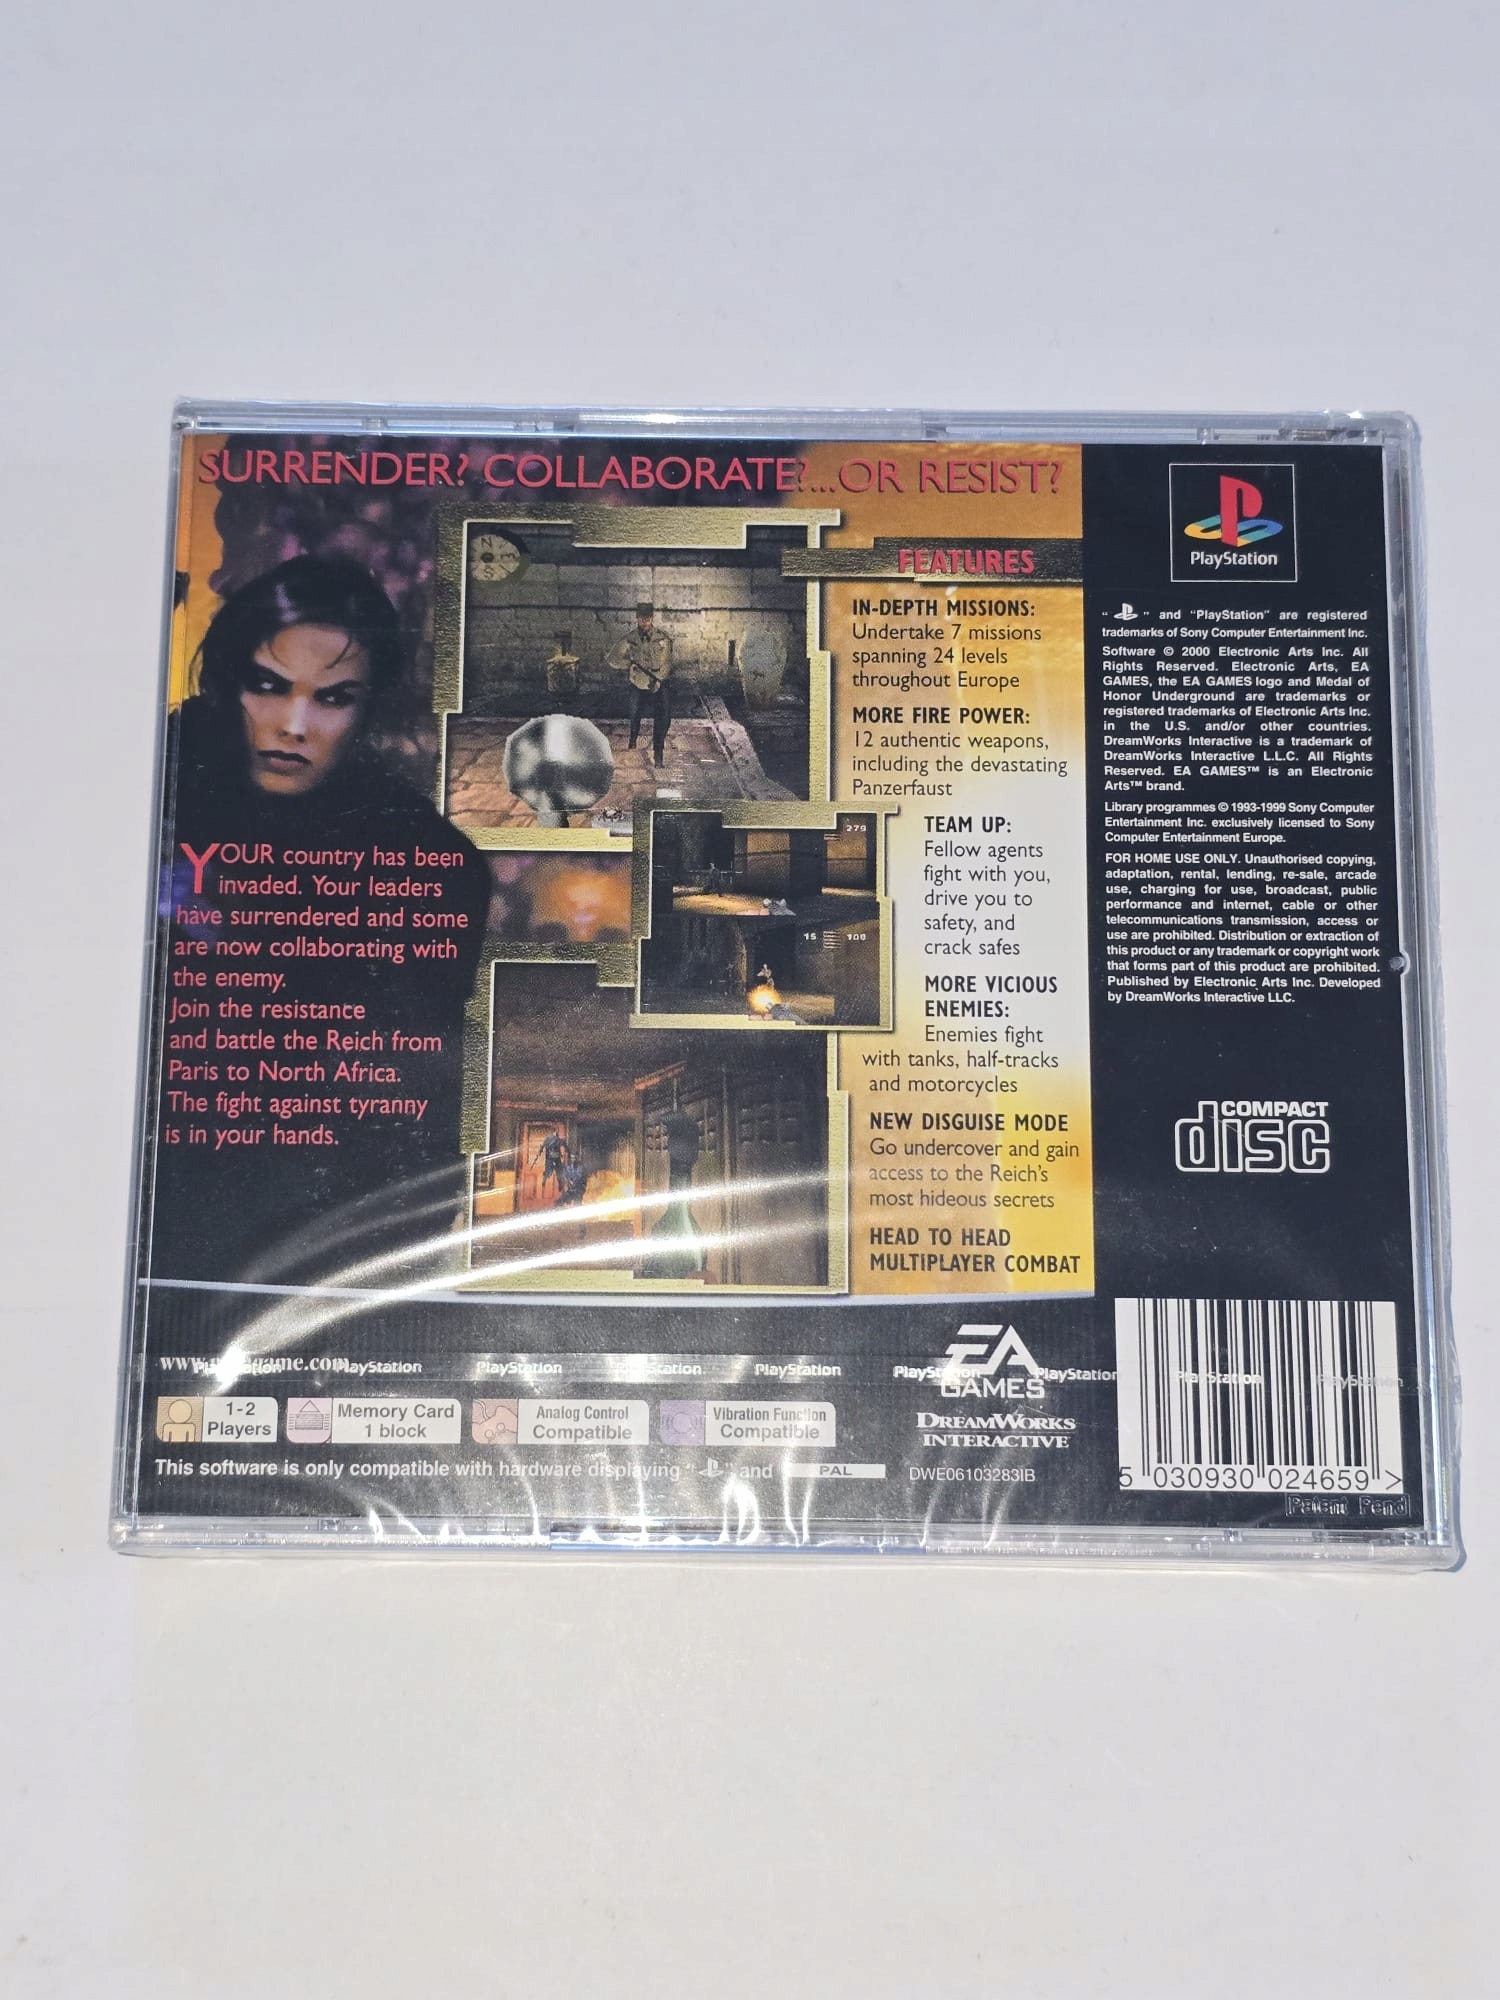 SURRENDER? COLLABORATE?...OR RESIST?
N
E
S
YOUR country has been
invaded. Your leaders
have surrendered and some
are now collaborating with
the enemy.
Join the resistance
and battle the Reich from
Paris to North Africa.
The fight against tyranny
is in your hands.
279
15
100
FEATURES
IN-DEPTH MISSIONS:
Undertake 7 missions
spanning 24 levels
throughout Europe
MORE FIRE POWER:
12 authentic weapons,
including the devastating
Panzerfaust
TEAM UP:
Fellow agents
fight with you,
drive you to
safety, and
crack safes
MORE VICIOUS
ENEMIES:
Enemies fight
with tanks, half-tracks
and motorcycles
NEW DISGUISE MODE
Go undercover and gain
access to the Reich's
most hideous secrets
HEAD TO HEAD
MULTIPLAYER COMBAT
PlayStation
" " and "PlayStation" are registered
trademarks of Sony Computer Entertainment Inc.
Software © 2000 Electronic Arts Inc. All
Rights Reserved. Electronic Arts, EA
GAMES, the EA GAMES logo and Medal of
Honor Underground are trademarks or
registered trademarks of Electronic Arts Inc.
in the U.S. and/or other countries.
DreamWorks Interactive is a trademark of
DreamWorks Interactive L.L.C. All Rights
Reserved. EA GAMES™ is an Electronic
Arts™ brand.
Library programmes © 1993-1999 Sony Computer
Entertainment Inc. exclusively licensed to Sony
Computer Entertainment Europe.
FOR HOME USE ONLY. Unauthorised copying,
adaptation, rental, lending, re-sale, arcade
use, charging for use, broadcast, public
performance and internet, cable or other
telecommunications transmission, access or
use are prohibited. Distribution or extraction of
this product or any trademark or copyright work
that forms part of this product are prohibited.
Published by Electronic Arts Inc. Developed
by DreamWorks Interactive LLC.
COMPACT
disc
PlayStation PlayStation PlayStation PlayStation PlayStation PlayStation PlayStation PlayStation PlayStation
EA
GAMES
DREAMWORKS
INTERACTIVE
1-2
Players
Memory Card
1 block
Analog Control
Compatible
Vibration Function
Compatible
This software is only compatible with hardware displaying " " and PAL
DWE06103283IB
5 030930 024659 >
Patent Pend